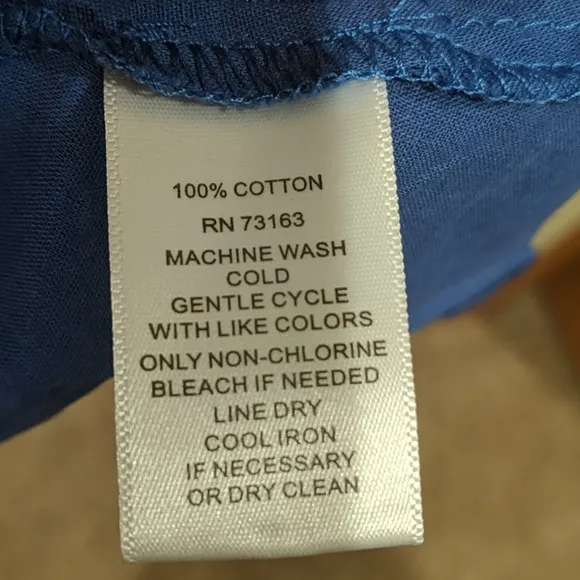 100% COTTON
RN 73163
MACHINE WASH
COLD
GENTLE CYCLE
WITH LIKE COLORS
ONLY NON-CHLORINE
BLEACH IF NEEDED
LINE DRY
COOL IRON
IF NECESSARY
OR DRY CLEAN